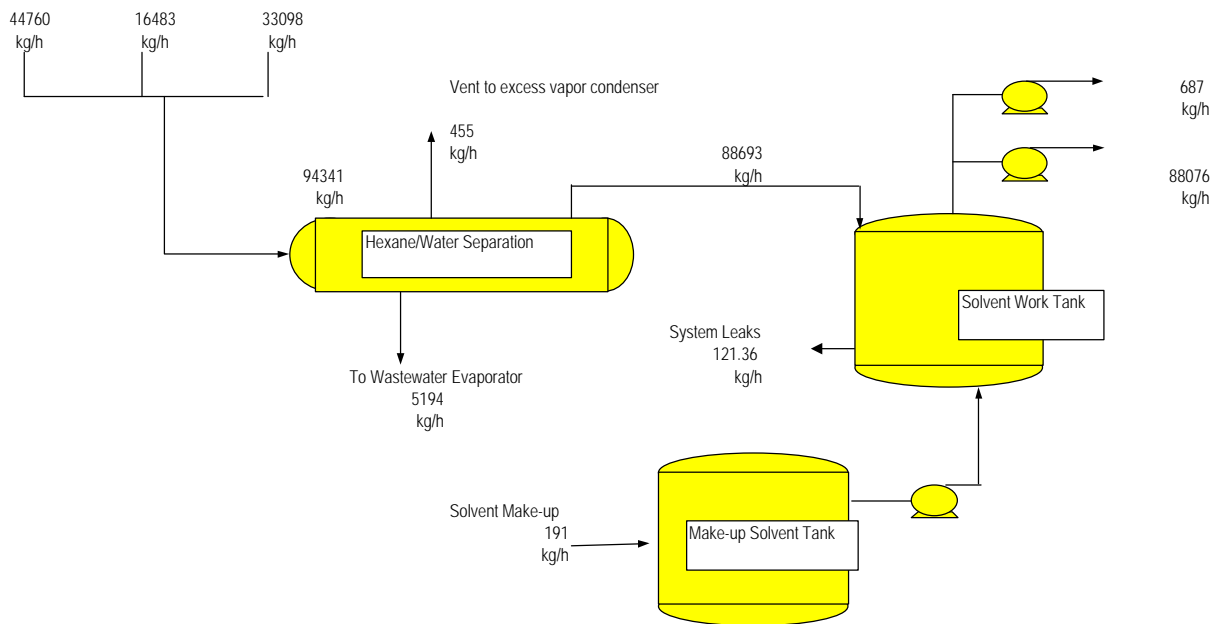 44760
kg/h
16483
kg/h
33098
kg/h
Vent to excess vapor condenser
455
kg/h
94341
kg/h
88693
kg/h
687
kg/h
88076
kg/h
Hexane/Water Separation
Solvent Work Tank
System Leaks
121.36
kg/h
To Wastewater Evaporator
5194
kg/h
Solvent Make-up
191
kg/h
Make-up Solvent Tank